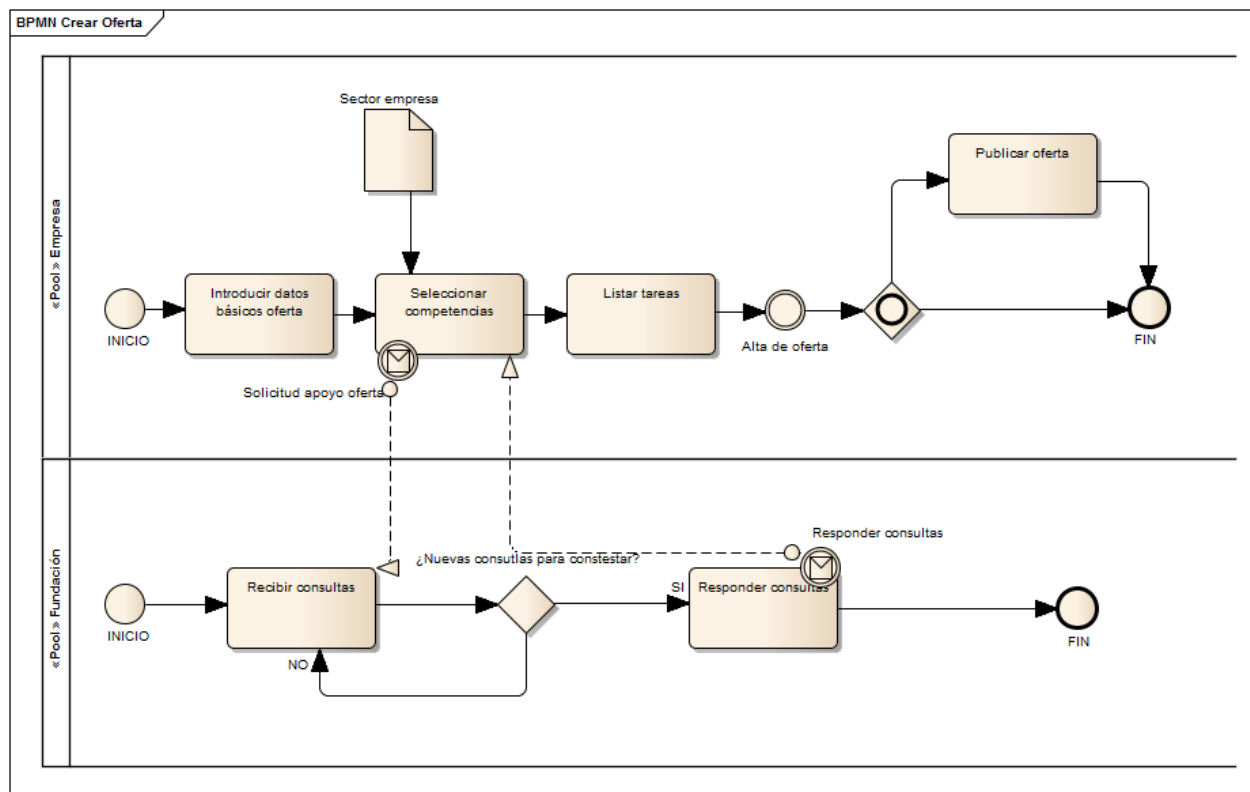 BPMN Crear Oferta
«Pool» Empresa
Sector empresa
Publicar oferta
Introducir datos
básicos oferta
Seleccionar
competencias
Listar tareas
INICIO
Alta de oferta
FIN
Solicitud apoyo oferta
«Pool» Fundación
Responder consultas
¿Nuevas consutlas para constestar?
Recibir consultas
SI
Responder consultas
INICIO
NO
FIN